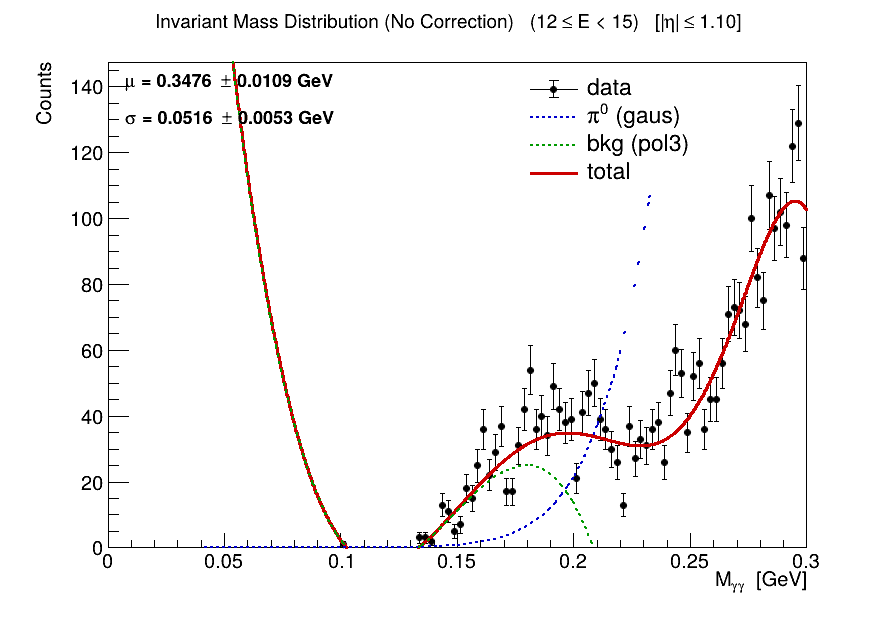 Invariant Mass Distribution (No Correction) (12 ≤ E < 15) [|η| ≤ 1.10]
Counts
μ = 0.3476 ± 0.0109 GeV
σ = 0.0516 ± 0.0053 GeV
data
π⁰ (gaus)
bkg (pol3)
total
140
120
100
80
60
40
20
0
0 0.05 0.1 0.15 0.2 0.25 0.3
Mγγ [GeV]